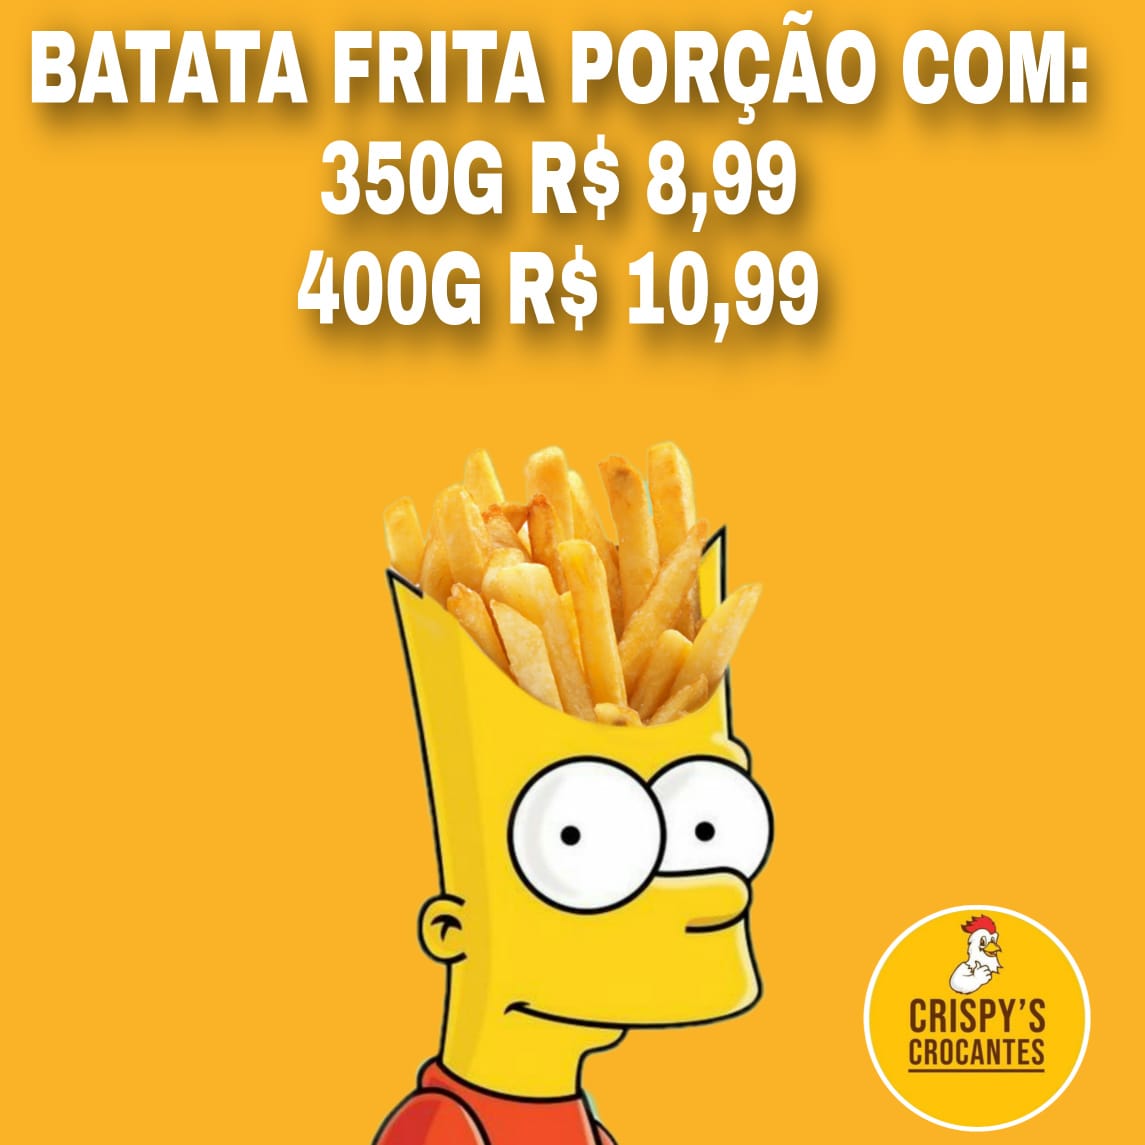 BATATA FRITA PORÇÃO COM:
350G R$ 8,99
400G R$ 10,99
CRISPY'S
CROCANTES